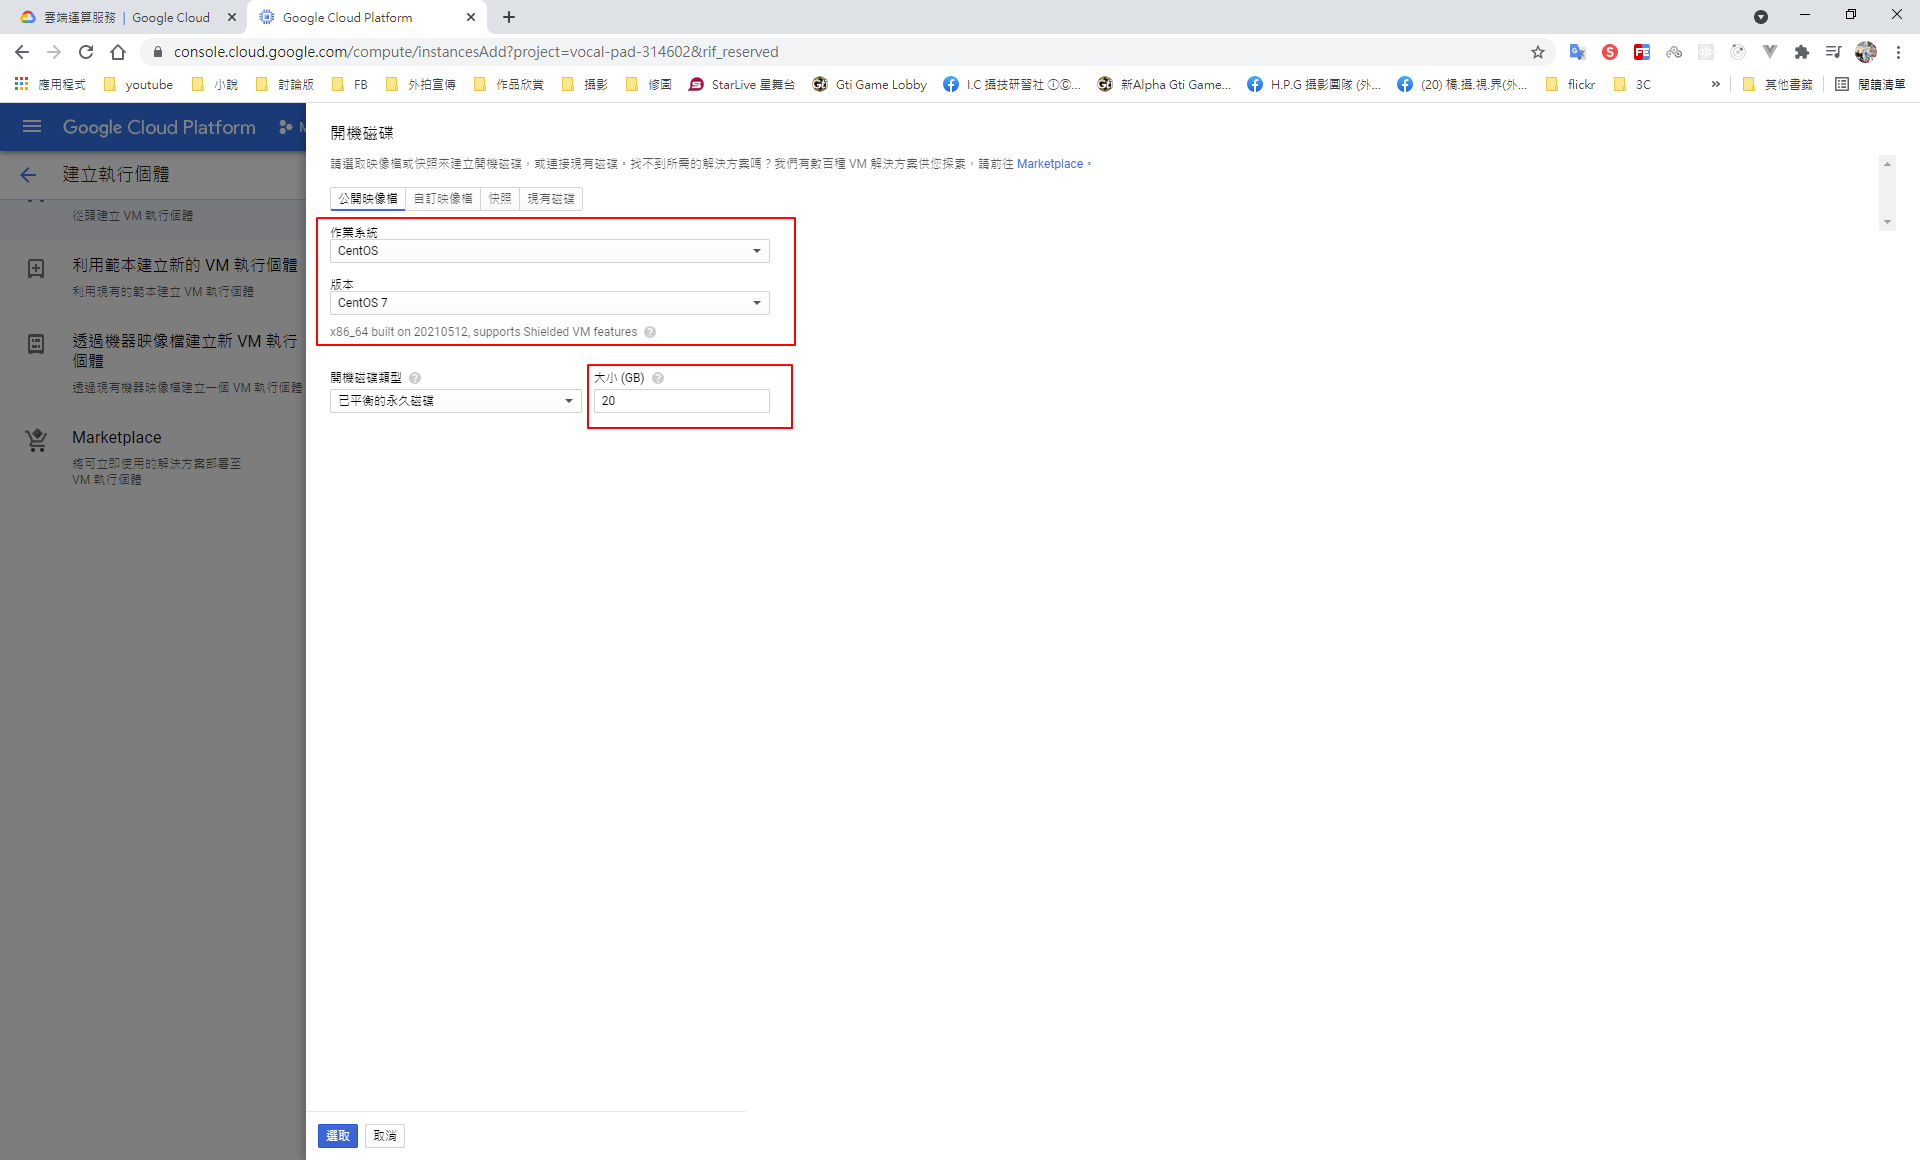 雲端運算服務 | Google Cloud
Google Cloud Platform
console.cloud.google.com/compute/instancesAdd?project=vocal-pad-314602&rif_reserved
應用程式 youtube 小說 討論版 FB 外拍宣傳 作品欣賞 攝影 修圖 StarLive 星舞台 Gti Game Lobby I.C 攝技研習社 ①©... 新Alpha Gti Game... H.P.G 攝影團隊 (外... (20) 橘.攝.視.界(外... flickr 3C » 其他書籤 閱讀清單
Google Cloud Platform M
建立執行個體
從頭建立 VM 執行個體
利用範本建立新的 VM 執行個體
利用現有的範本建立 VM 執行個體
透過機器映像檔建立新 VM 執行
個體
透過現有機器映像檔建立一個 VM 執行個體
Marketplace
將可立即使用的解決方案部署至
VM 執行個體
開機磁碟
請選取映像檔或快照來建立開機磁碟，或連接現有磁碟。找不到所需的解決方案嗎？我們有數百種 VM 解決方案供您探索，請前往 Marketplace。
公開映像檔 自訂映像檔 快照 現有磁碟
作業系統
CentOS
版本
CentOS 7
x86_64 built on 20210512, supports Shielded VM features
開機磁碟類型 大小 (GB)
已平衡的永久磁碟 20
選取 取消